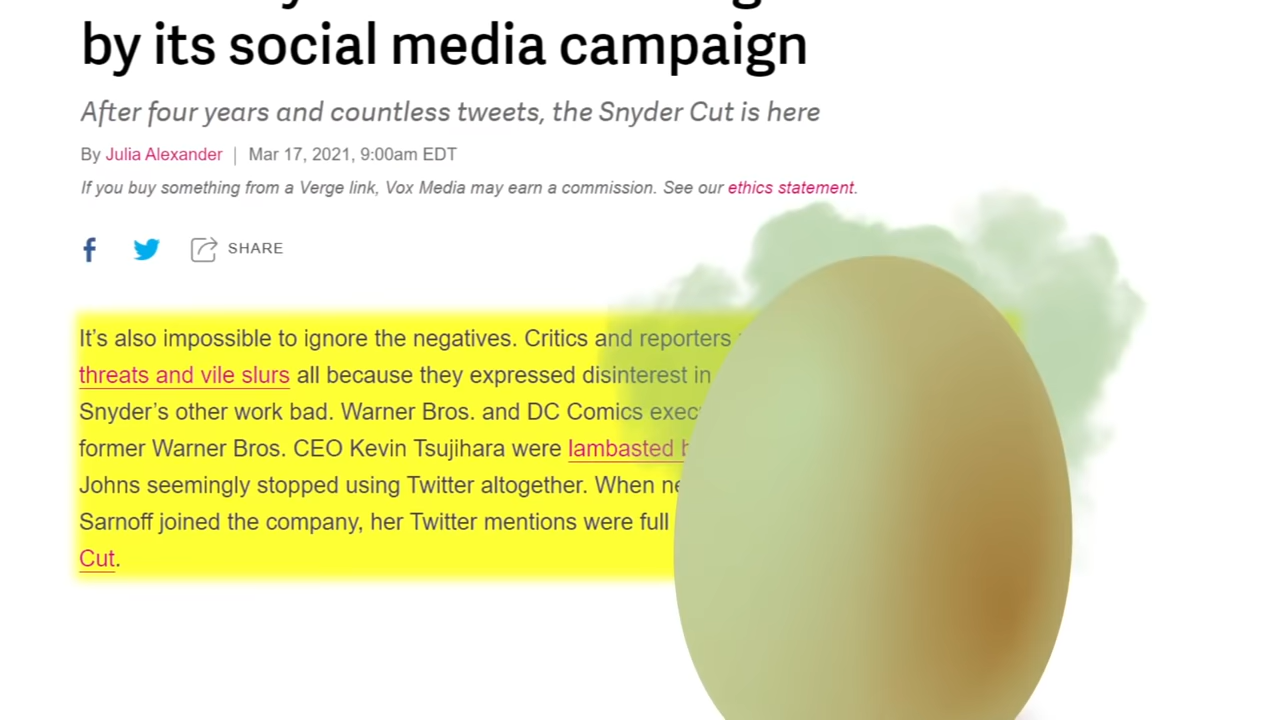 by its social media campaign
After four years and countless tweets, the Snyder Cut is here
By Julia Alexander | Mar 17, 2021, 9:00am EDT
If you buy something from a Verge link, Vox Media may earn a commission. See our ethics statement.
SHARE
It's also impossible to ignore the negatives. Critics and reporters
threats and vile slurs all because they expressed disinterest in
Snyder's other work bad. Warner Bros. and DC Comics
former Warner Bros. CEO Kevin Tsujihara were lambasted
Johns seemingly stopped using Twitter altogether. When
Sarnoff joined the company, her Twitter mentions were full
Cut.